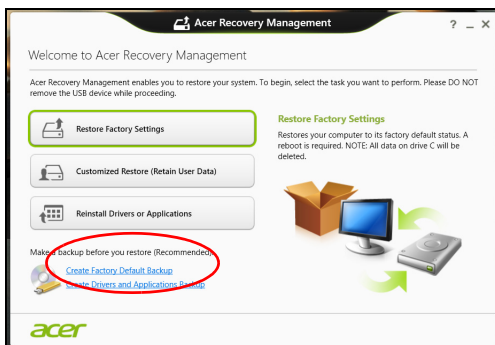 Acer Recovery Management
? _ ×
Welcome to Acer Recovery Management
Acer Recovery Management enables you to restore your system. To begin, select the task you want to perform. Please DO NOT
remove the USB device while proceeding.
Restore Factory Settings
Customized Restore (Retain User Data)
Reinstall Drivers or Applications
Restore Factory Settings
Restores your computer to its factory default status. A
reboot is required. NOTE: All data on drive C will be
deleted.
Make a backup before you restore (Recommended)
Create Factory Default Backup
Create Drivers and Applications Backup
acer